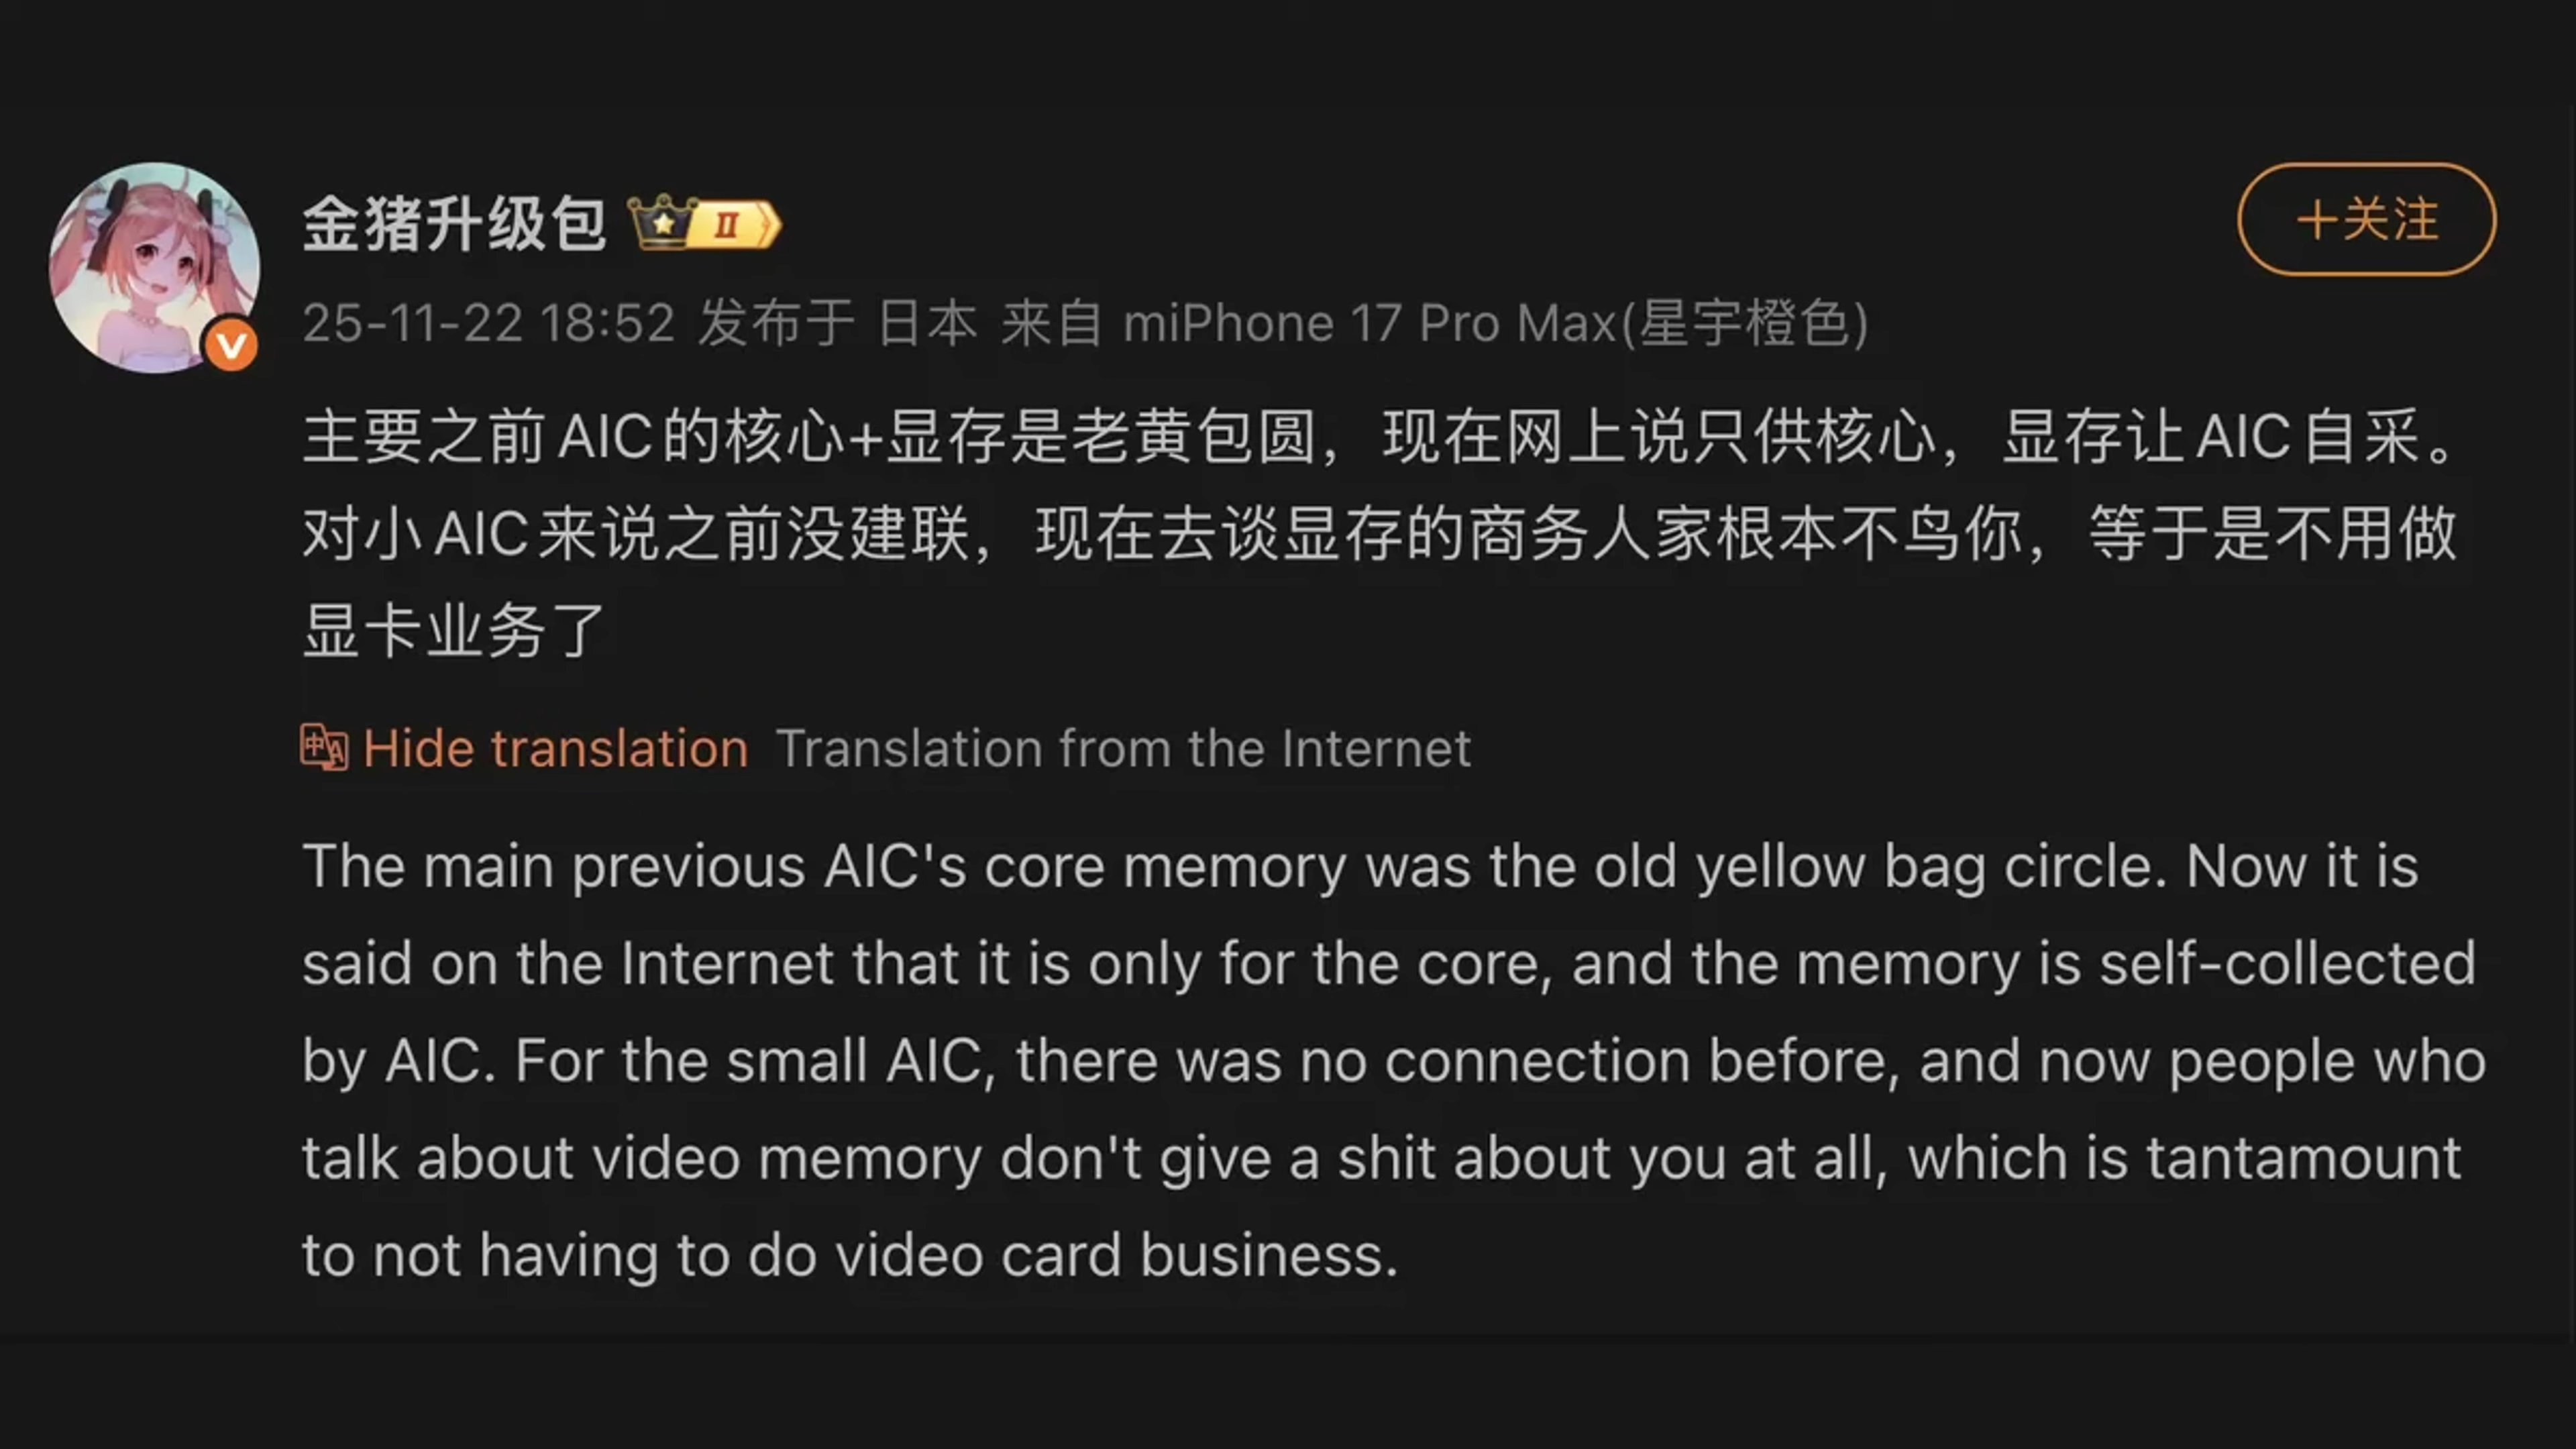 金猪升级包 II
25-11-22 18:52 发布于 日本 来自 miPhone 17 Pro Max(星宇橙色)
+关注
主要之前AIC的核心+显存是老黄包圆，现在网上说只供核心，显存让AIC自采。
对小AIC来说之前没建联，现在去谈显存的商务人家根本不鸟你，等于是不用做
显卡业务了
Hide translation Translation from the Internet
The main previous AIC's core memory was the old yellow bag circle. Now it is
said on the Internet that it is only for the core, and the memory is self-collected
by AIC. For the small AIC, there was no connection before, and now people who
talk about video memory don't give a shit about you at all, which is tantamount
to not having to do video card business.